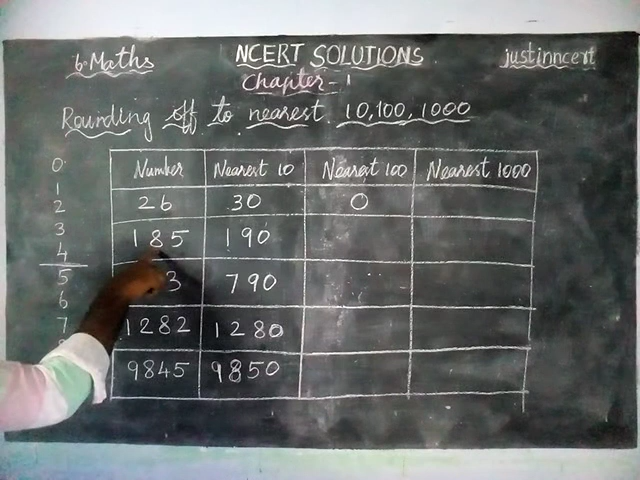 6. Maths NCERT SOLUTIONS justinncert
Chapter-1
Rounding off to nearest 10,100,1000
0
1
2
3
4
5
6
7
Number Nearest 10 Nearest 100 Nearest 1000
26 30 0
185 190
3 790
1282 1280
9845 9850